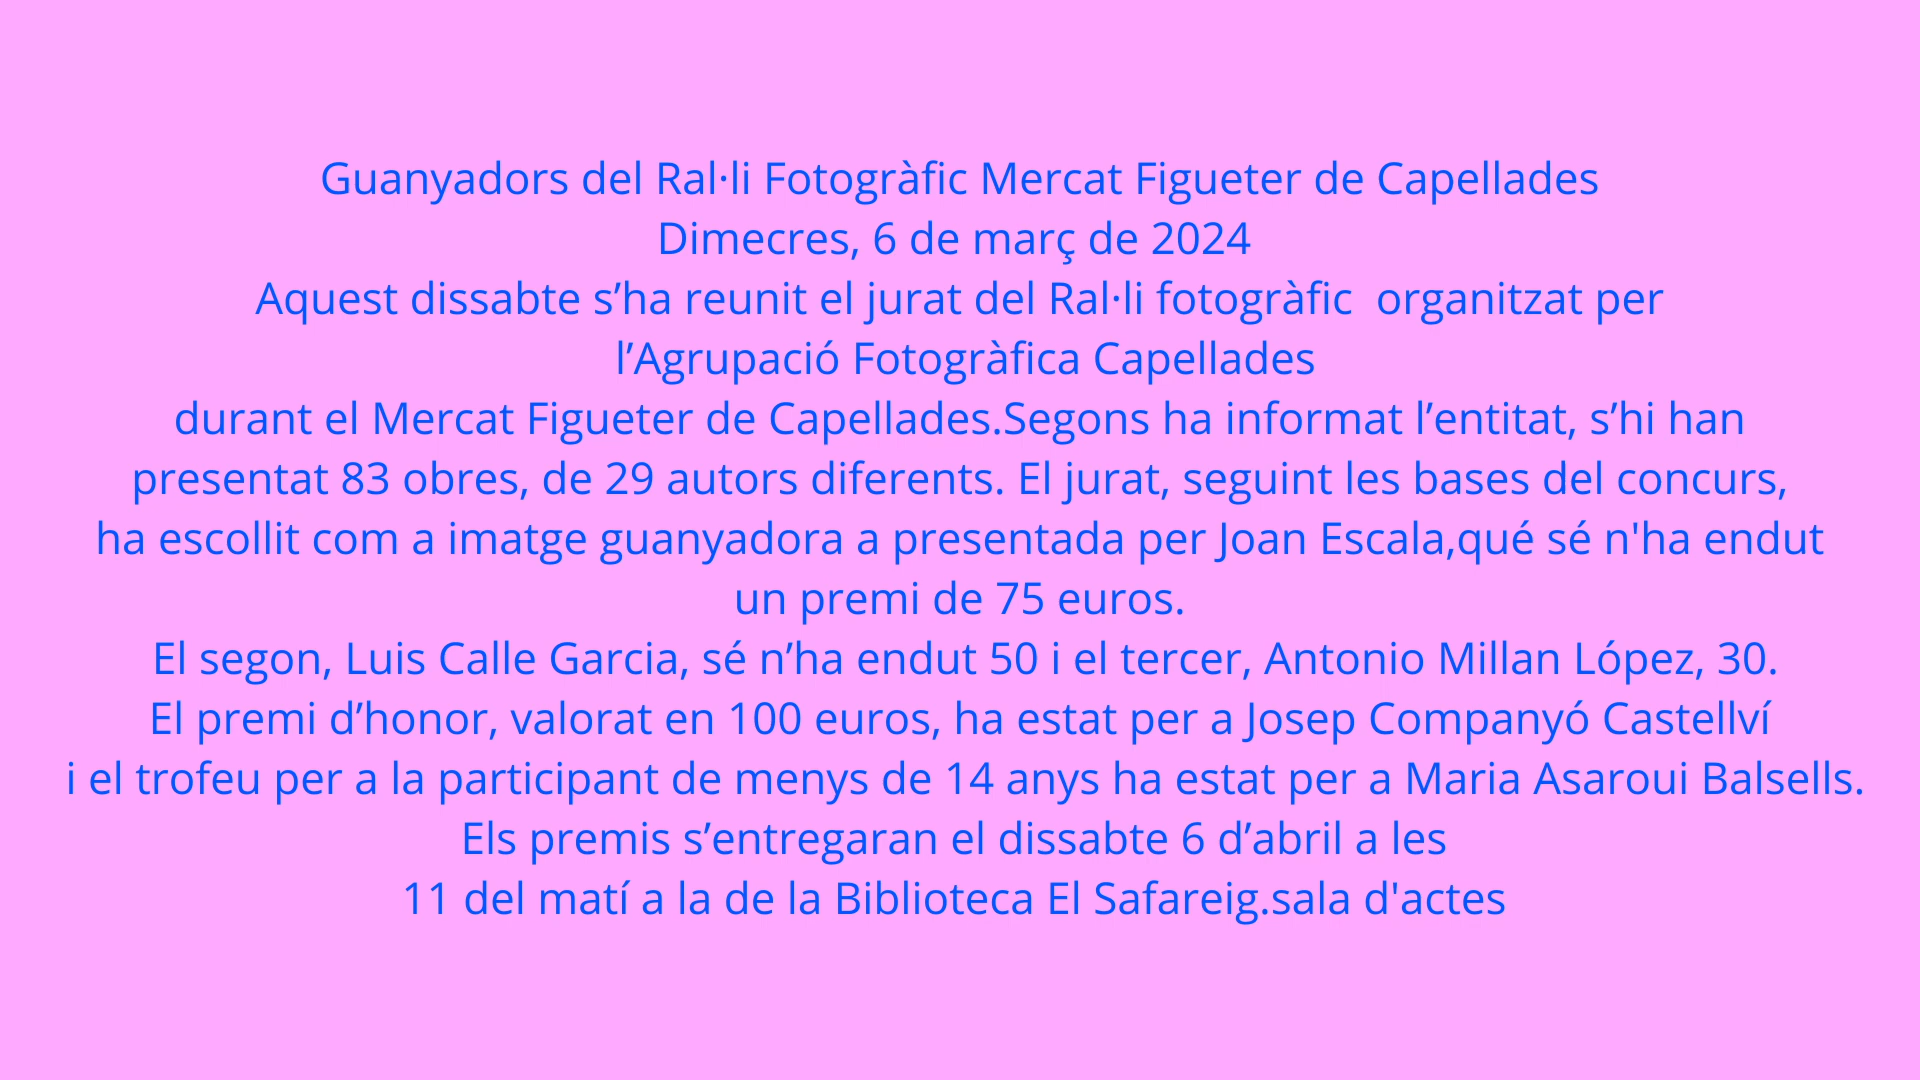 Guanyadors del Ral·li Fotogràfic Mercat Figueter de Capellades
Dimecres, 6 de març de 2024
Aquest dissabte s’ha reunit el jurat del Ral·li fotogràfic  organitzat per
l’Agrupació Fotogràfica Capellades
durant el Mercat Figueter de Capellades.Segons ha informat l’entitat, s’hi han
presentat 83 obres, de 29 autors diferents. El jurat, seguint les bases del concurs,
ha escollit com a imatge guanyadora a presentada per Joan Escala,qué sé n'ha endut
un premi de 75 euros.
El segon, Luis Calle Garcia, sé n’ha endut 50 i el tercer, Antonio Millan López, 30.
El premi d’honor, valorat en 100 euros, ha estat per a Josep Companyó Castellví
i el trofeu per a la participant de menys de 14 anys ha estat per a Maria Asaroui Balsells.
Els premis s’entregaran el dissabte 6 d’abril a les
11 del matí a la de la Biblioteca El Safareig.sala d'actes